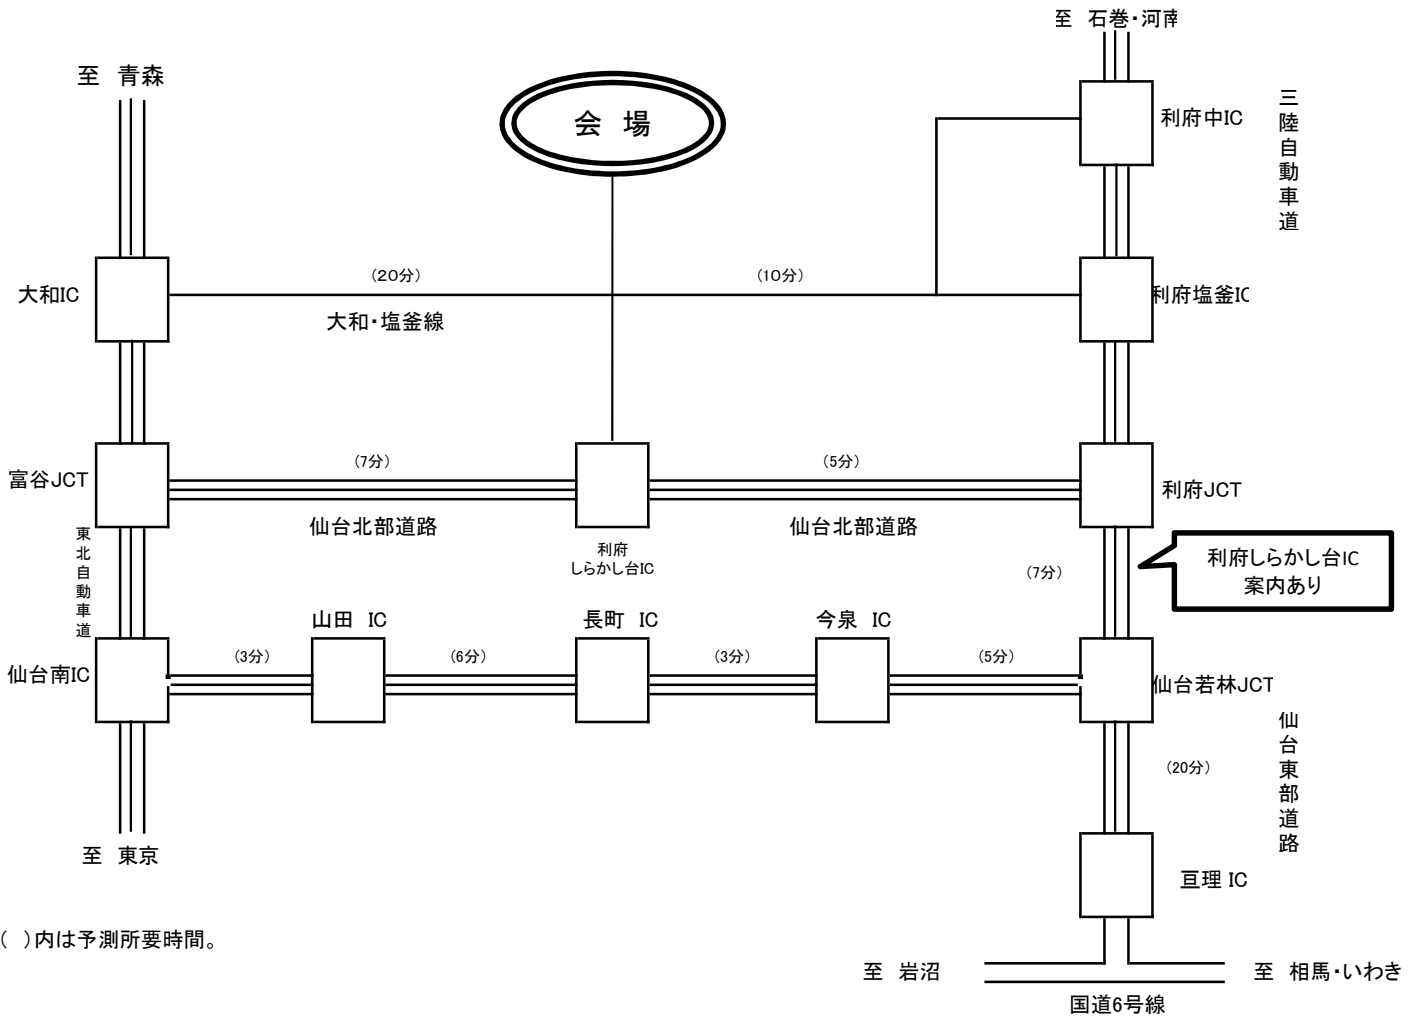 至 石巻・河南
至 青森
会 場
利府中IC
三陸自動車道
大和IC
(20分)
(10分)
利府塩釜IC
大和・塩釜線
富谷JCT
(7分)
(5分)
利府JCT
仙台北部道路
仙台北部道路
東北自動車道
利府
しらかし台IC
(7分)
利府しらかし台IC
案内あり
山田 IC
長町 IC
今泉 IC
仙台南IC
(3分)
(6分)
(3分)
(5分)
仙台若林JCT
仙台東部道路
(20分)
至 東京
亘理 IC
( )内は予測所要時間。
至 岩沼
至 相馬・いわき
国道6号線